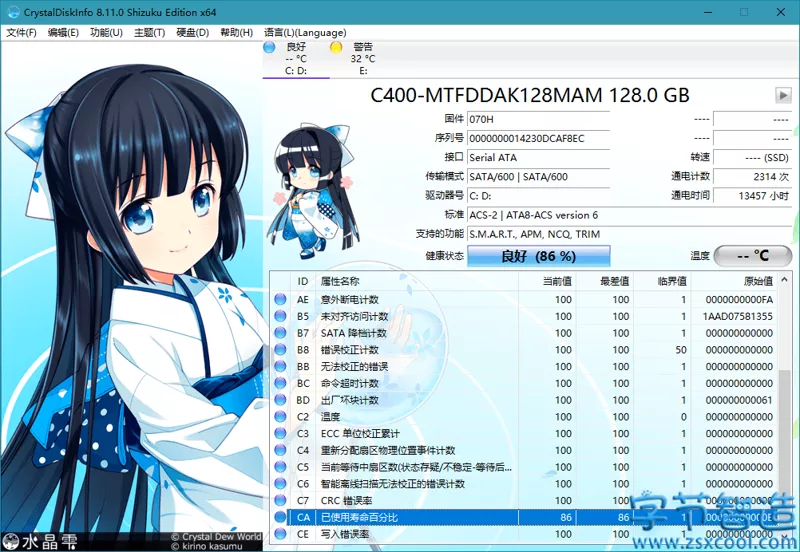 CrystalDiskInfo 8.11.0 Shizuku Edition x64
文件(F) 编辑(E) 功能(U) 主题(T) 硬盘(D) 帮助(H) 语言(L)(Language)
良好 警告
-- °C 32 °C
C: D: E:
C400-MTFDDAK128MAM 128.0 GB
固件 070H ---- ----
序列号 0000000014230DCAF8EC ---- ----
接口 Serial ATA 转速 ---- (SSD)
传输模式 SATA/600 | SATA/600 通电计数 2314 次
驱动器号 C: D: 通电时间 13457 小时
标准 ACS-2 | ATA8-ACS version 6
支持的功能 S.M.A.R.T., APM, NCQ, TRIM
健康状态 良好 (86 %) 温度 -- °C
ID 属性名称 当前值 最差值 临界值 原始值
AE 意外断电计数 100 100 1 0000000000FA
B5 未对齐访问计数 100 100 1 1AAD07581355
B7 SATA 降档计数 100 100 1 000000000000
B8 错误校正计数 100 100 50 000000000000
BB 无法校正的错误 100 100 1 000000000000
BC 命令超时计数 100 100 1 000000000000
BD 出厂坏块计数 100 100 1 000000000061
C2 温度 100 100 0 000000000000
C3 ECC 单位校正累计 100 100 1 000000000000
C4 重新分配扇区物理位置事件计数 100 100 1 000000000000
C5 当前等待中扇区数(状态存疑/不稳定-等待后... 100 100 1 000000000000
C6 智能离线扫描无法校正的错误计数 100 100 1 000000000000
C7 CRC 错误率 100 100 1
CA 已使用寿命百分比 86 86
CE 写入错误率 100 100
字节智造
www.zsxcool.com
水晶雫
© Crystal Dew World
© kirino kasumu